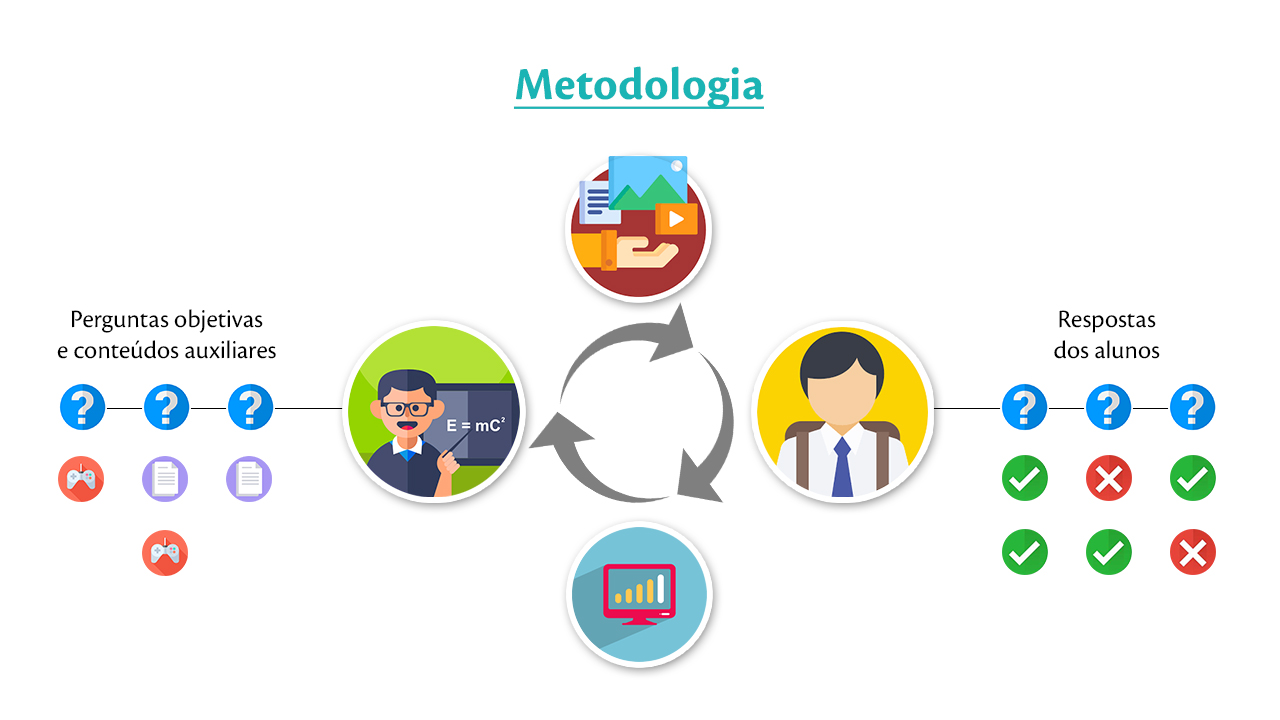 Metodologia
Perguntas objetivas
e conteúdos auxiliares
Respostas
dos alunos
E = mC²